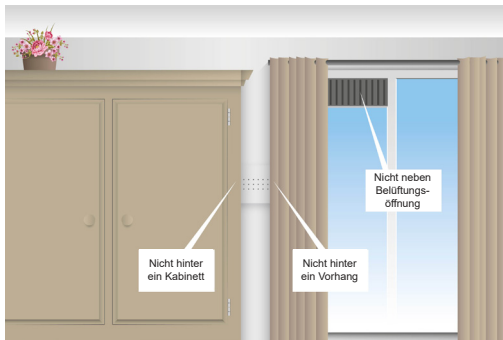 Nicht neben
Belüftungs-
öffnung
Nicht hinter
ein Kabinett
Nicht hinter
ein Vorhang